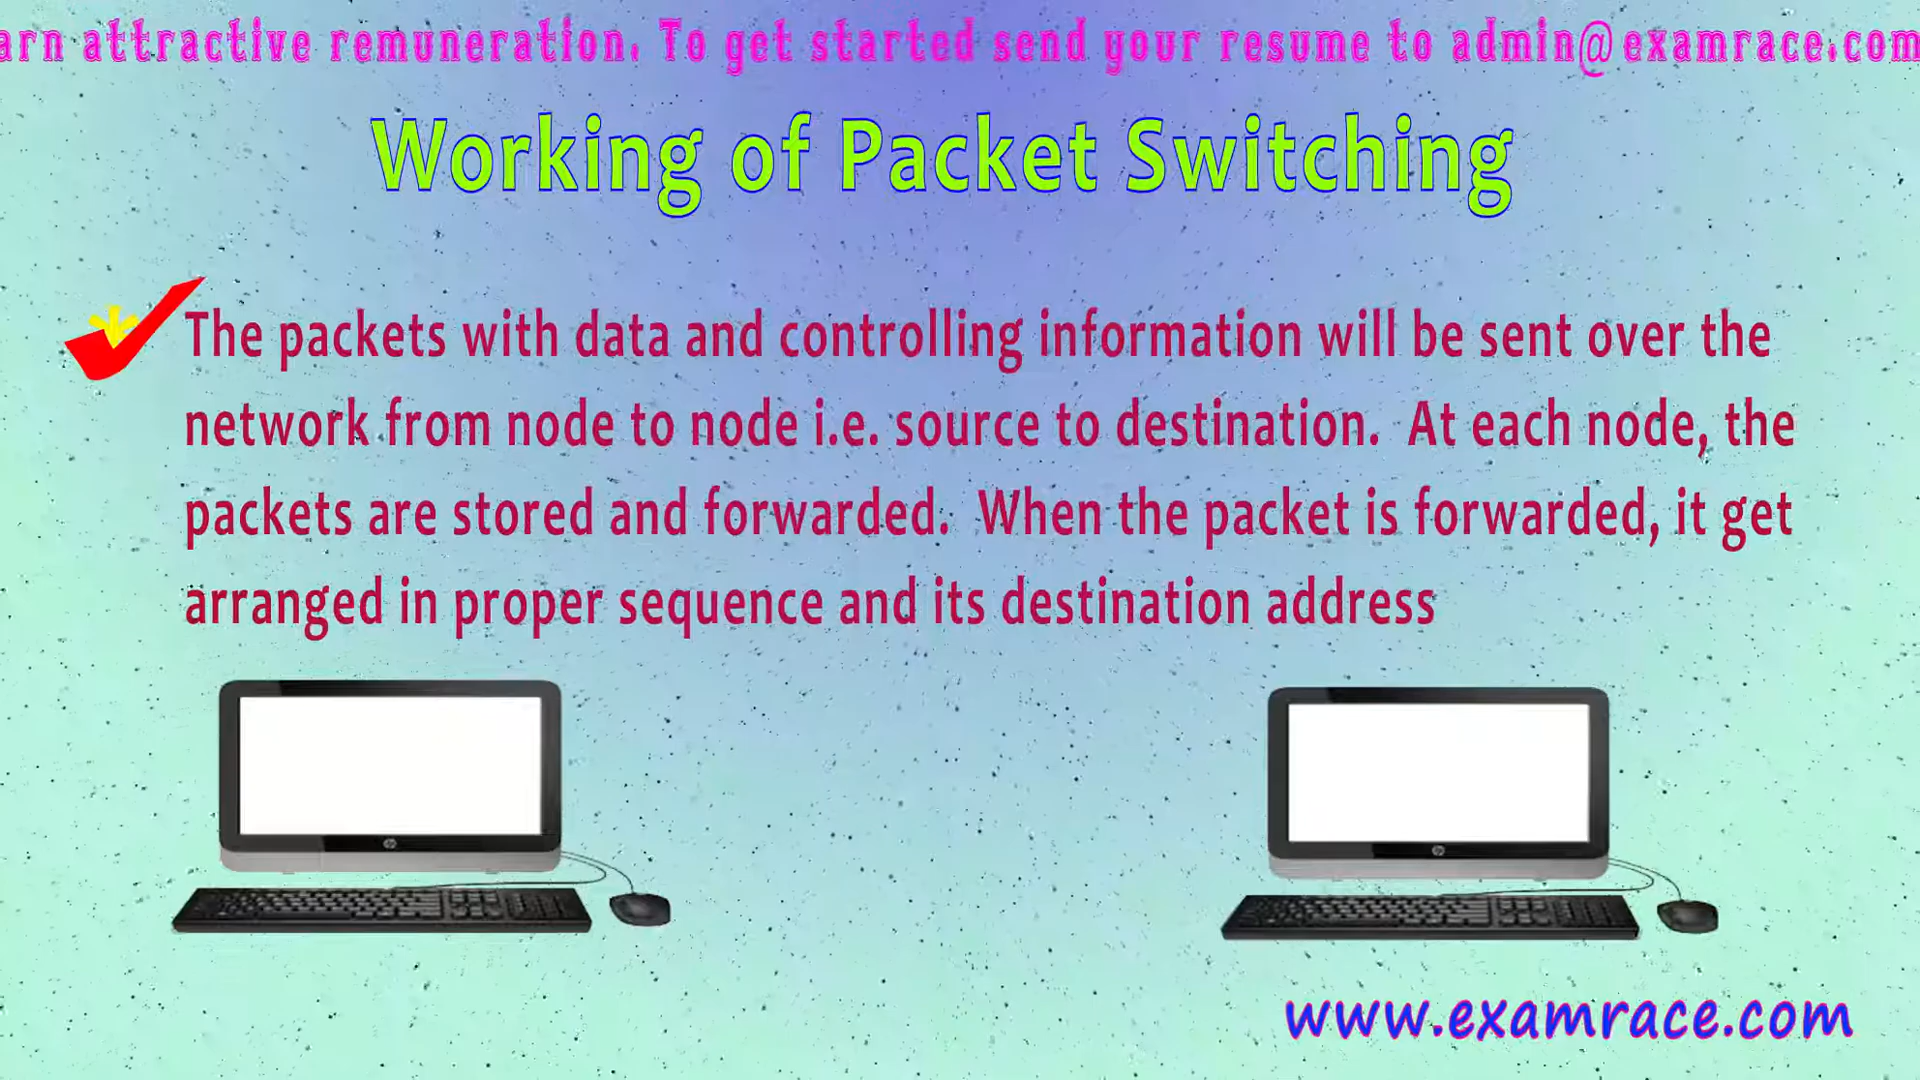 arn attractive remuneration. To get started send your resume to admin@examrace.com
Working of Packet Switching
The packets with data and controlling information will be sent over the
network from node to node i.e. source to destination. At each node, the
packets are stored and forwarded. When the packet is forwarded, it get
arranged in proper sequence and its destination address
hp
hp
www.examrace.com